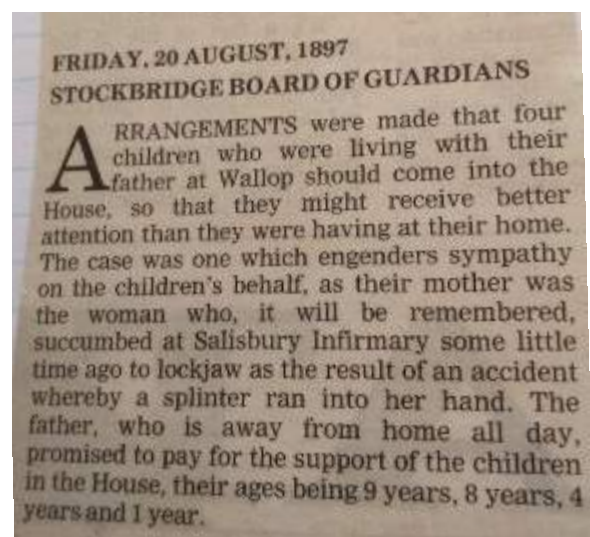 FRIDAY, 20 AUGUST, 1897
STOCKBRIDGE BOARD OF GUARDIANS
ARRANGEMENTS were made that four
children who were living with their
father at Wallop should come into the
House, so that they might receive better
attention than they were having at their home.
The case was one which engenders sympathy
on the children's behalf, as their mother was
the woman who, it will be remembered,
succumbed at Salisbury Infirmary some little
time ago to lockjaw as the result of an accident
whereby a splinter ran into her hand. The
father, who is away from home all day,
promised to pay for the support of the children
in the House, their ages being 9 years, 8 years, 4
years and 1 year.